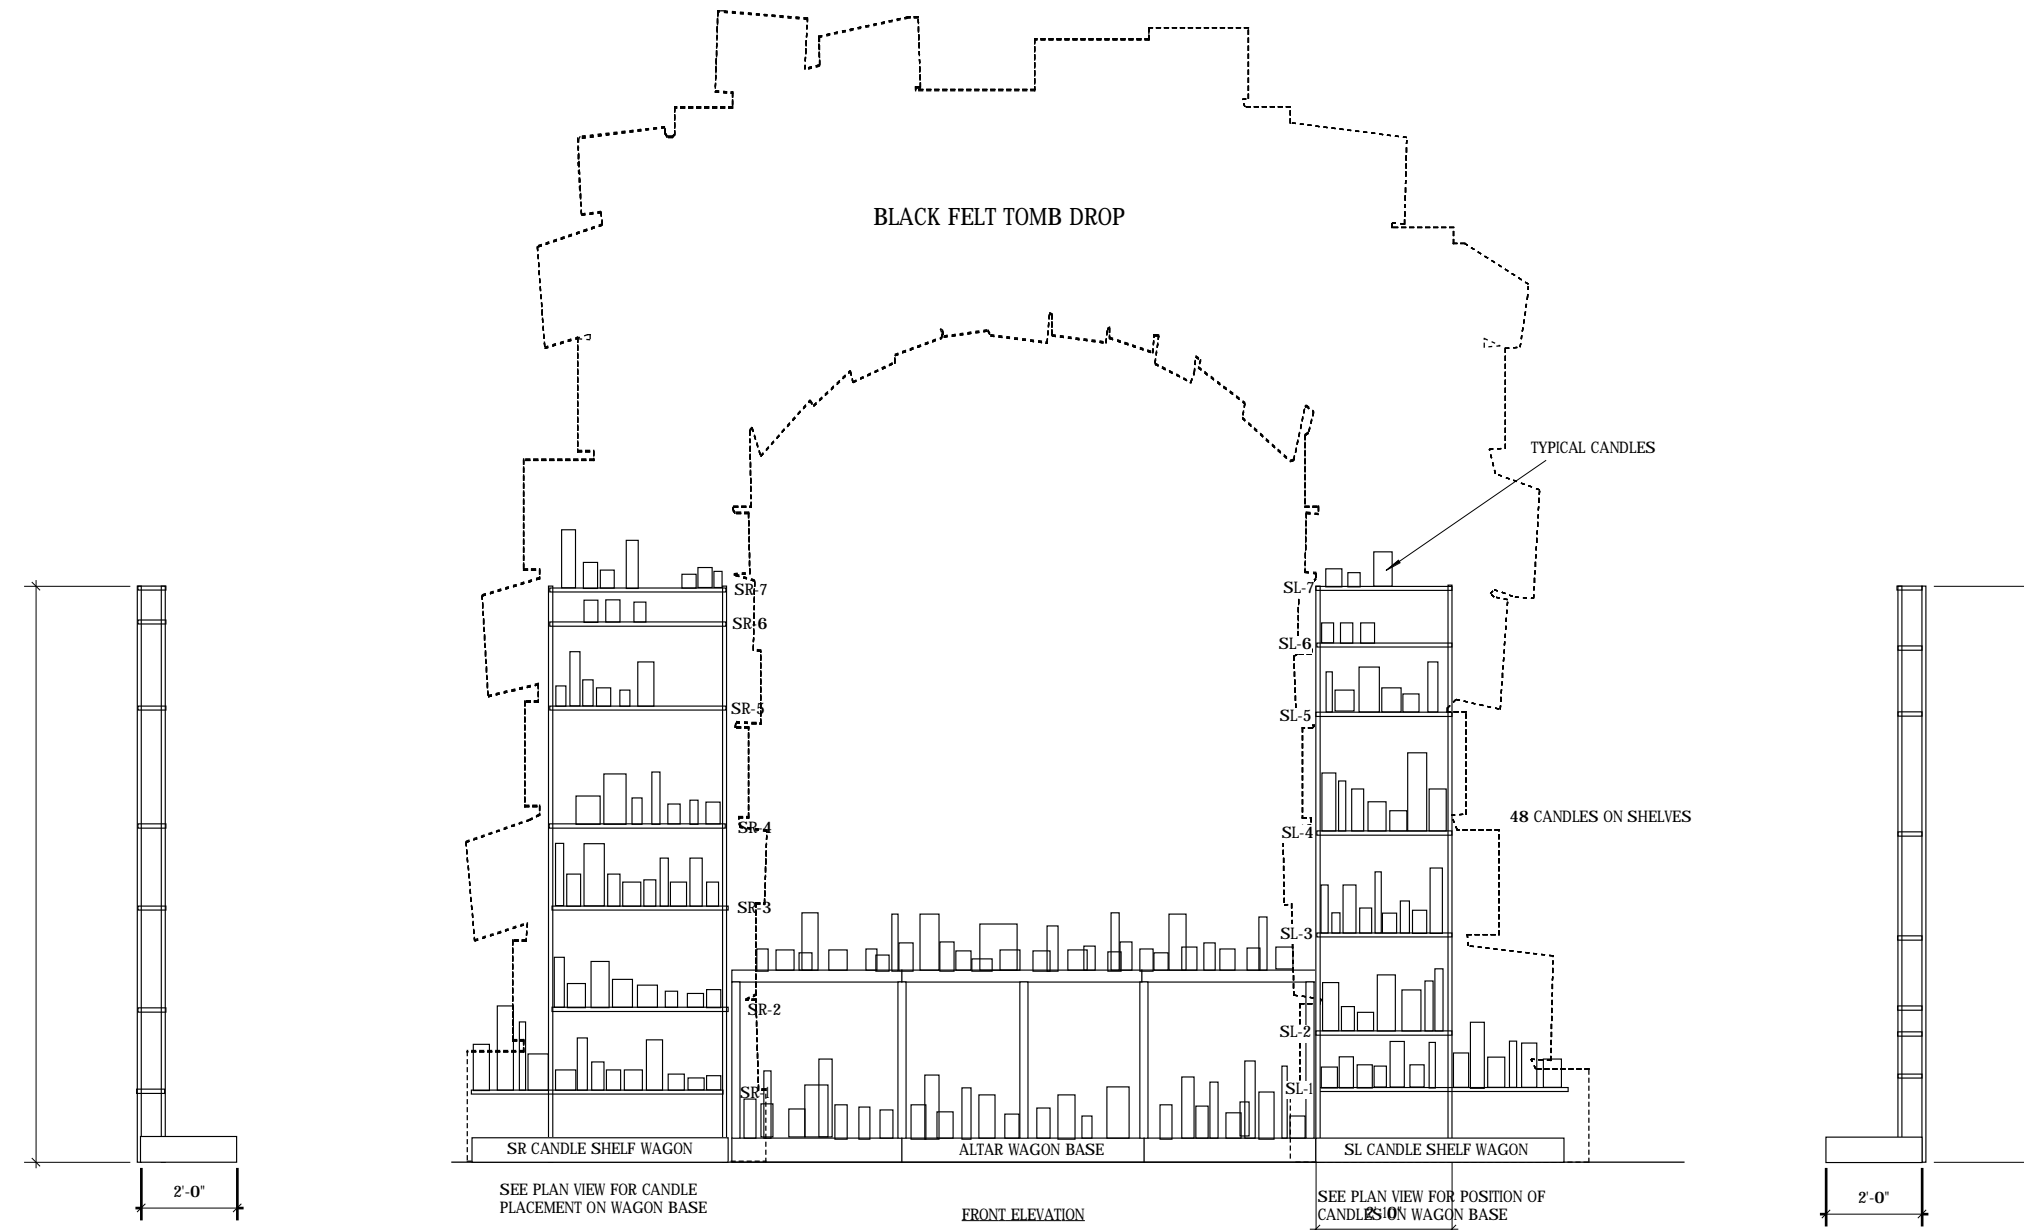 BLACK FELT TOMB DROP
TYPICAL CANDLES
SR-7
SL-7
SR-6
SL-6
SR-5
SL-5
48 CANDLES ON SHELVES
SR-4
SL-4
SR-3
SL-3
SR-2
SL-2
SR-1
SL-1
SR CANDLE SHELF WAGON
ALTAR WAGON BASE
SL CANDLE SHELF WAGON
2'-0"
SEE PLAN VIEW FOR CANDLE
PLACEMENT ON WAGON BASE
FRONT ELEVATION
SEE PLAN VIEW FOR POSITION OF
CANDLES ON WAGON BASE
2'-10"
2'-0"